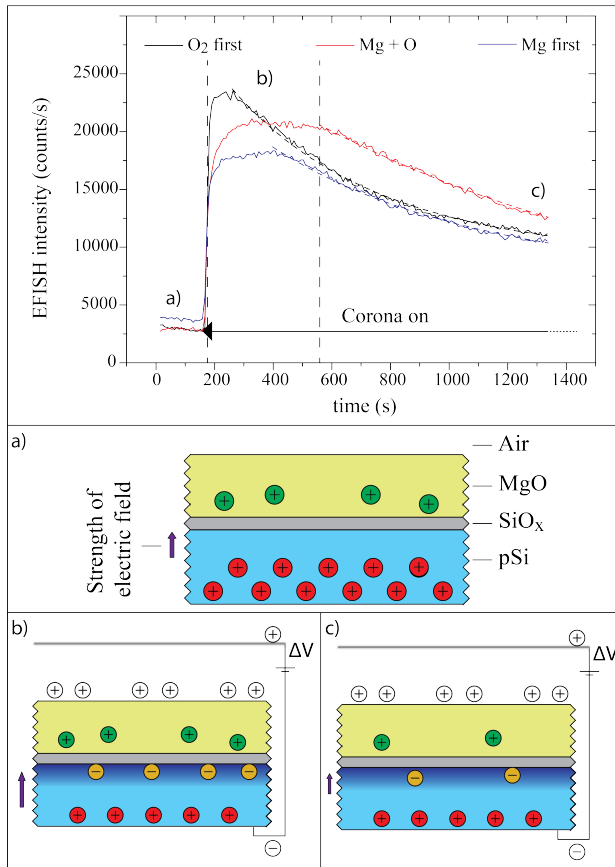 O2 first Mg + O Mg first
25000
20000
15000
10000
5000
0
EFISH intensity (counts/s)
a)
b)
c)
Corona on
0 200 400 600 800 1000 1200 1400
time (s)
a)
Strength of
electric field
Air
MgO
SiOx
pSi
+ + + +
+ + + + +
+ + + + + +
b)
+
ΔV
+ + + + + +
+ + + +
− − − −
+ + + + +
−
c)
+
ΔV
+ + + + + +
+ +
− −
+ + + + +
−